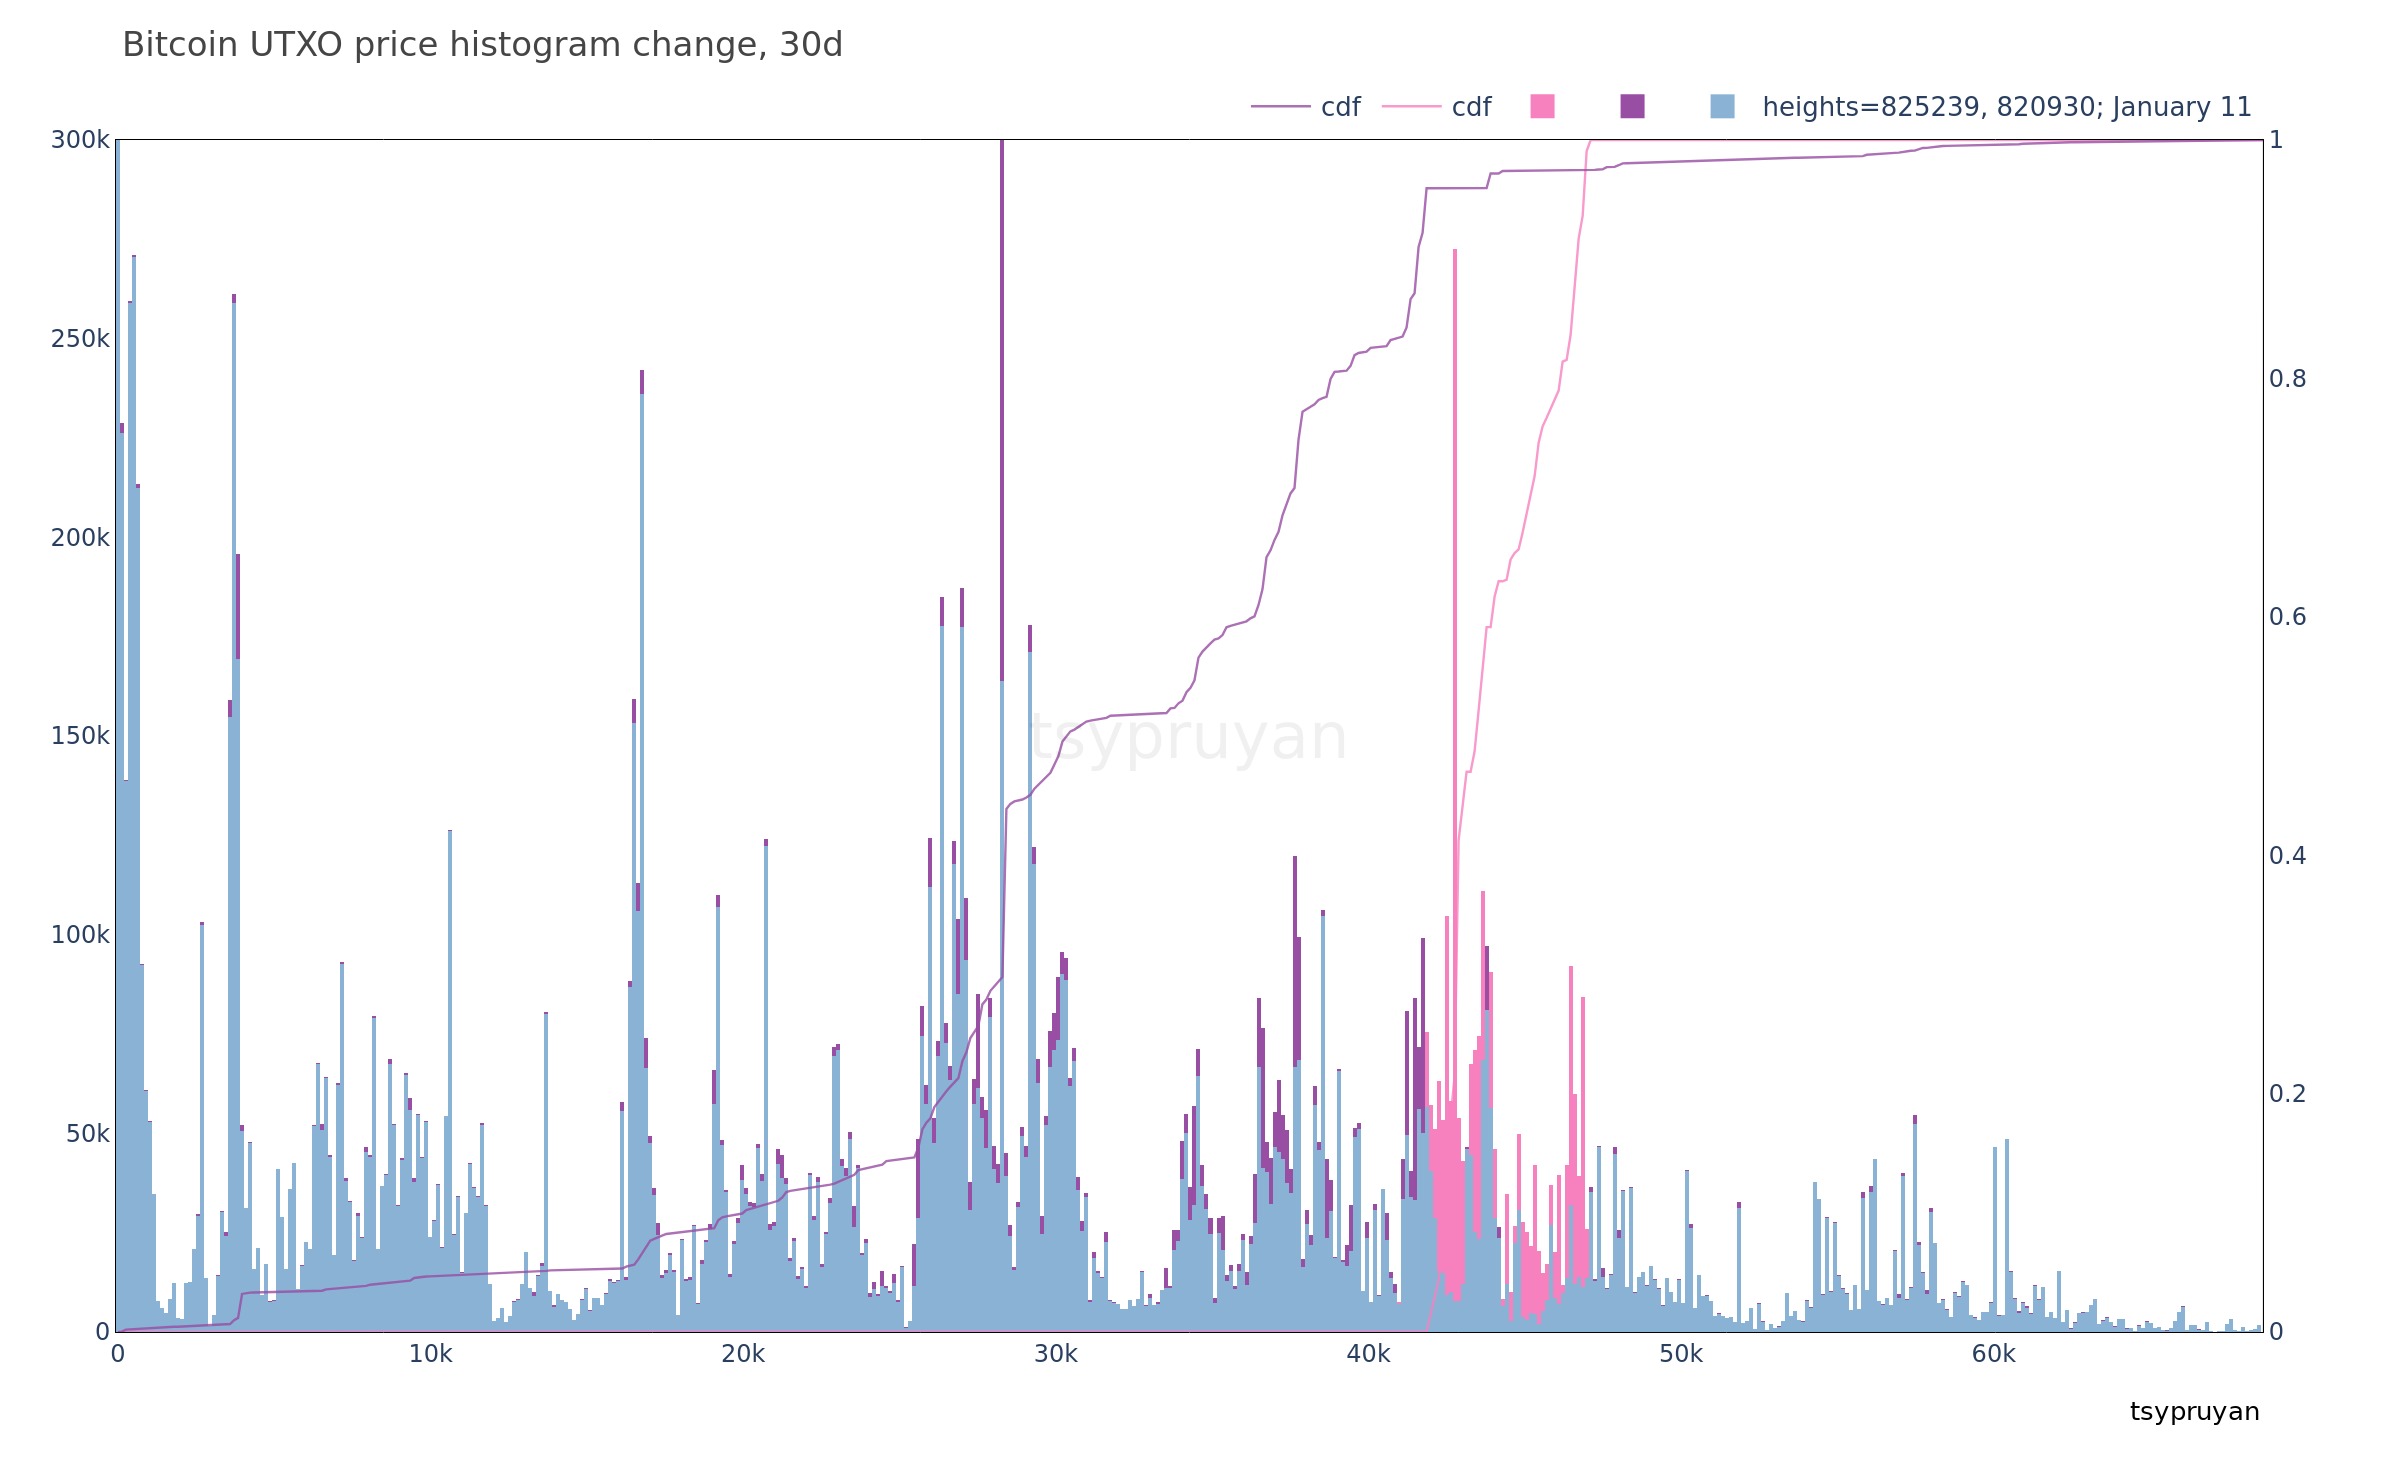 Bitcoin UTXO price histogram change, 30d
cdf cdf heights=825239, 820930; January 11
300k 1
250k
0.8
200k
0.6
150k
tsypruyan
0.4
100k
0.2
50k
0 0
0 10k 20k 30k 40k 50k 60k
tsypruyan